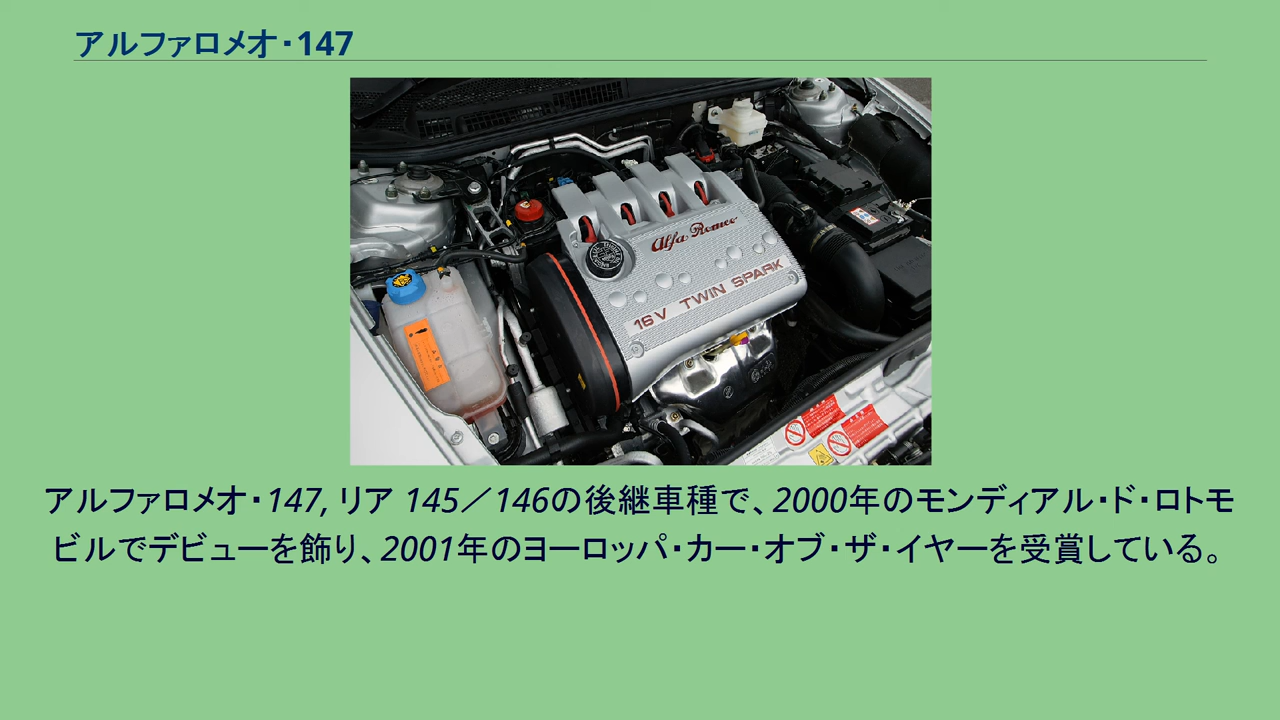 アルファロメオ・147
Alfa Romeo
16V TWIN SPARK
アルファロメオ・147, リア 145／146の後継車種で、2000年のモンディアル・ド・ロトモ
ビルでデビューを飾り、2001年のヨーロッパ・カー・オブ・ザ・イヤーを受賞している。